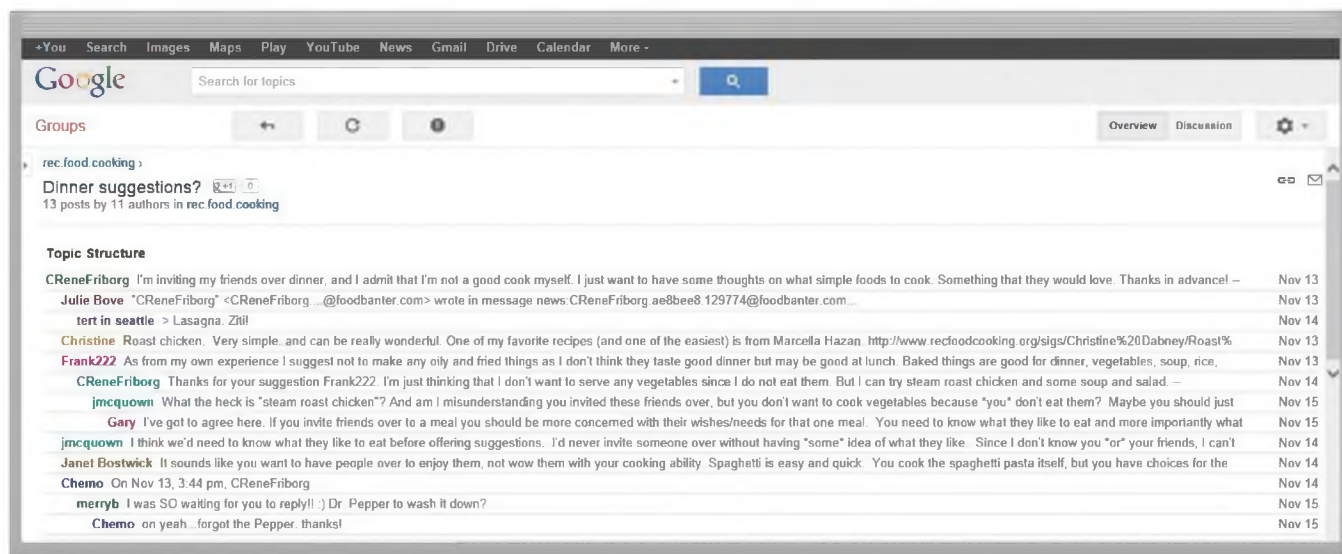 +You Search Images Maps Play YouTube News Gmail Drive Calendar More
Google Search for topics
Groups Overview Discussion
rec.food.cooking ›
Dinner suggestions? +1 0
13 posts by 11 authors in rec.food.cooking
Topic Structure
CReneFriborg I'm inviting my friends over dinner, and I admit that I'm not a good cook myself. I just want to have some thoughts on what simple foods to cook. Something that they would love. Thanks in advance! -- Nov 13
Julie Bove "CReneFriborg" <CReneFriborg....@foodbanter.com> wrote in message news:CReneFriborg.ae8bee8.129774@foodbanter.com... Nov 13
tert in seattle > Lasagna. Ziti! Nov 14
Christine Roast chicken. Very simple. and can be really wonderful. One of my favorite recipes (and one of the easiest) is from Marcella Hazan. http://www.recfoodcooking.org/sigs/Christine%20Dabney/Roast% Nov 13
Frank222 As from my own experience I suggest not to make any oily and fried things as I don't think they taste good dinner but may be good at lunch. Baked things are good for dinner, vegetables, soup, rice, Nov 13
CReneFriborg Thanks for your suggestion Frank222. I'm just thinking that I don't want to serve any vegetables since I do not eat them. But I can try steam roast chicken and some soup and salad. -- Nov 14
jmcquown What the heck is "steam roast chicken"? And am I misunderstanding you invited these friends over, but you don't want to cook vegetables because *you* don't eat them? Maybe you should just Nov 15
Gary I've got to agree here. If you invite friends over to a meal you should be more concerned with their wishes/needs for that one meal. You need to know what they like to eat and more importantly what Nov 15
jmcquown I think we'd need to know what they like to eat before offering suggestions. I'd never invite someone over without having *some* idea of what they like. Since I don't know you *or* your friends, I can't Nov 14
Janet Bostwick It sounds like you want to have people over to enjoy them, not wow them with your cooking ability. Spaghetti is easy and quick. You cook the spaghetti pasta itself, but you have choices for the Nov 14
Chemo On Nov 13, 3:44 pm, CReneFriborg Nov 14
merryb I was SO waiting for you to reply!! :) Dr Pepper to wash it down? Nov 15
Chemo on yeah...forgot the Pepper. thanks! Nov 15